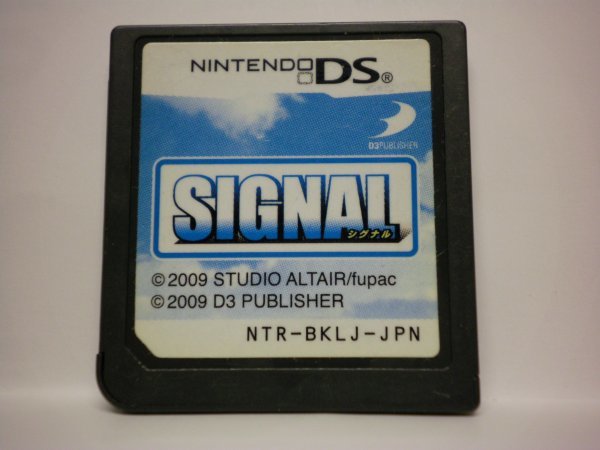 NINTENDO DS®
D3PUBLISHER
SIGNAL
シグナル
©2009 STUDIO ALTAIR/fupac
©2009 D3 PUBLISHER
NTR-BKLJ-JPN